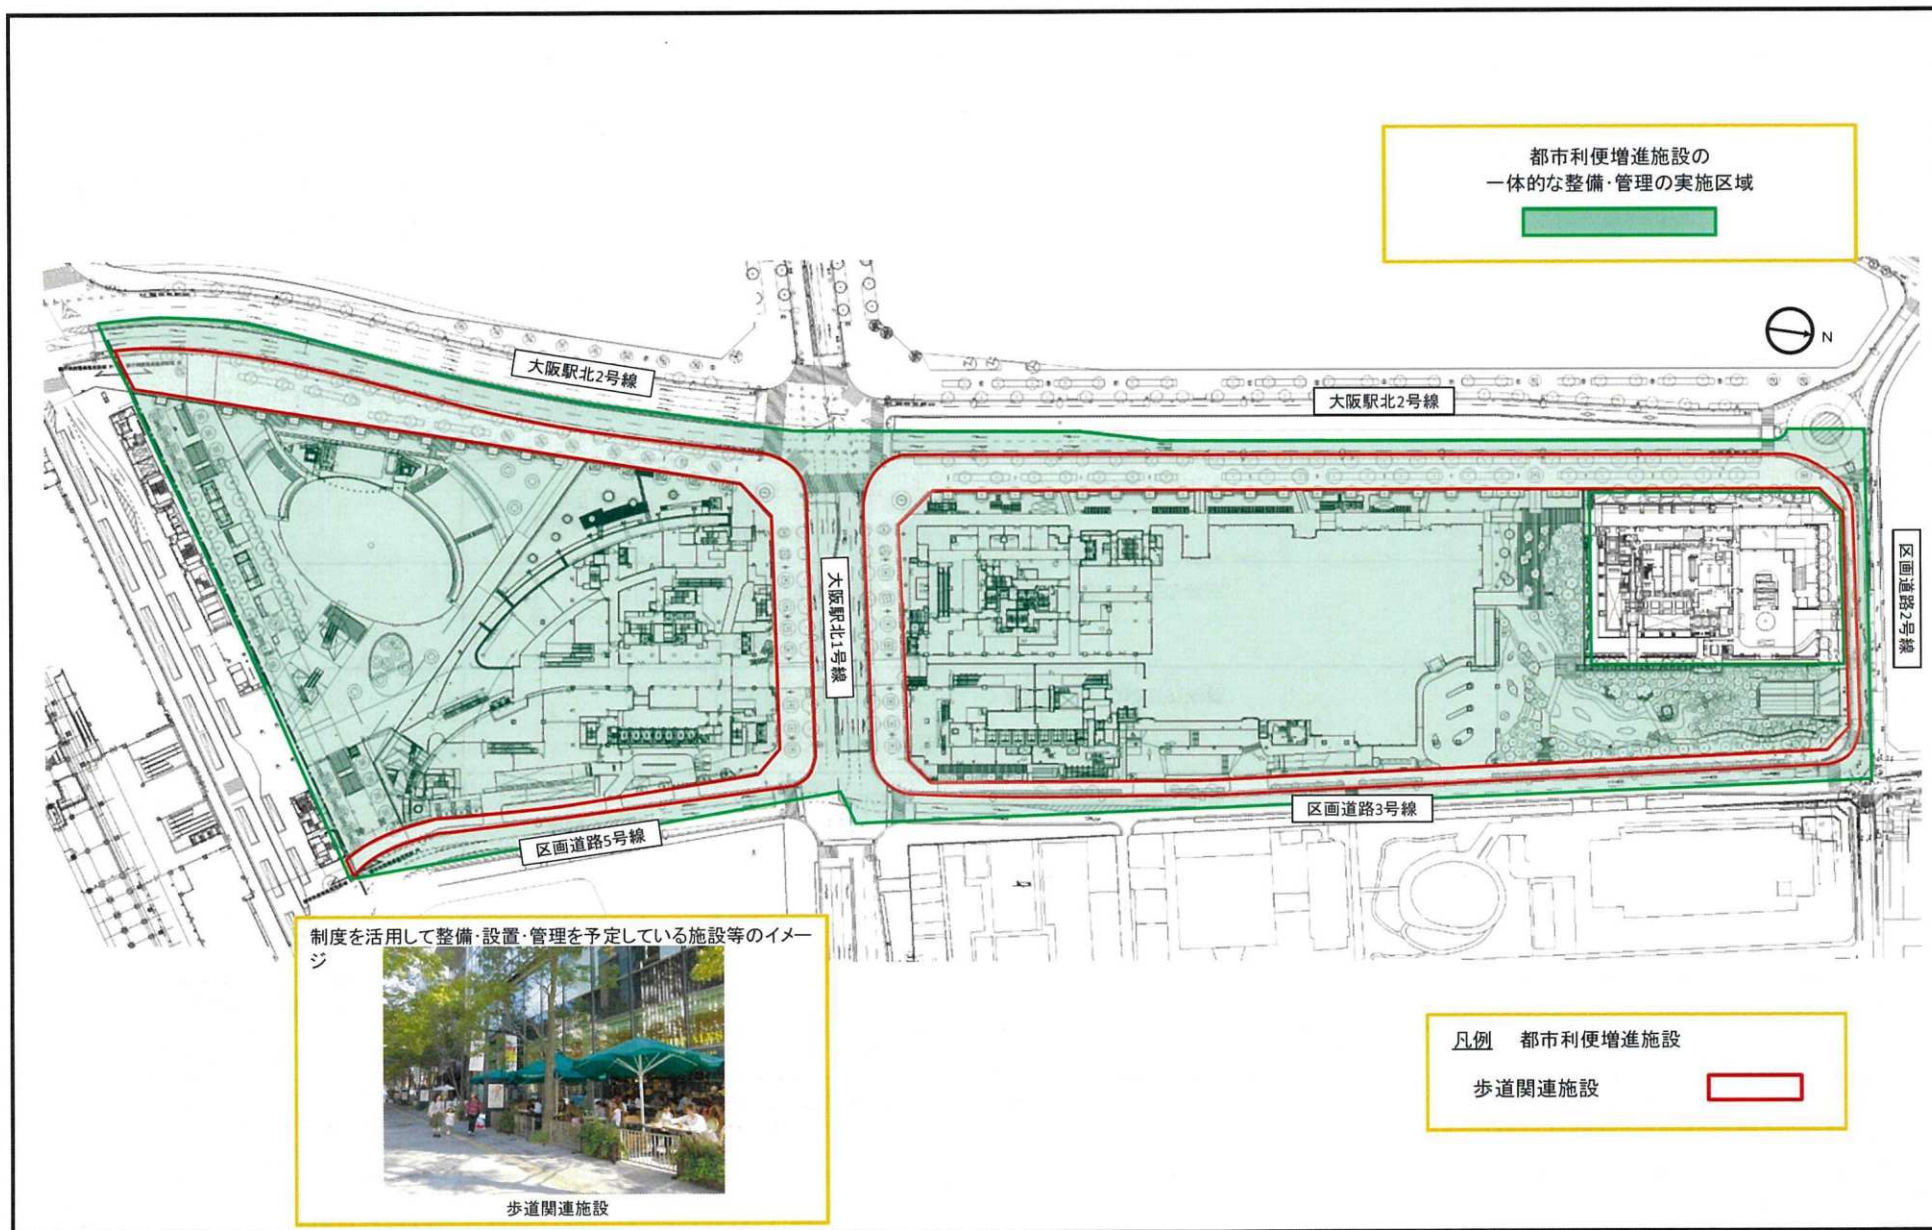 都市利便増進施設の
一体的な整備・管理の実施区域
N
大阪駅北2号線
大阪駅北2号線
大阪駅北1号線
区画道路2号線
区画道路3号線
区画道路5号線
制度を活用して整備・設置・管理を予定している施設等のイメー
ジ
歩道関連施設
凡例 都市利便増進施設
歩道関連施設